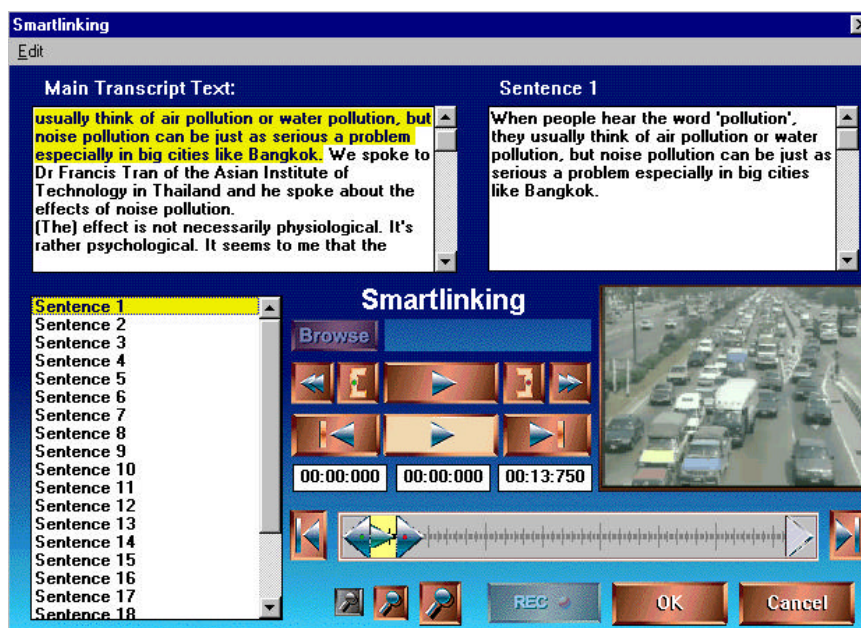 Smartlinking
Edit
Main Transcript Text:
usually think of air pollution or water pollution, but
noise pollution can be just as serious a problem
especially in big cities like Bangkok. We spoke to
Dr Francis Tran of the Asian Institute of
Technology in Thailand and he spoke about the
effects of noise pollution.
(The) effect is not necessarily physiological. It's
rather psychological. It seems to me that the
Sentence 1
When people hear the word 'pollution',
they usually think of air pollution or water
pollution, but noise pollution can be just as
serious a problem especially in big cities
like Bangkok.
Sentence 1
Sentence 2
Sentence 3
Sentence 4
Sentence 5
Sentence 6
Sentence 7
Sentence 8
Sentence 9
Sentence 10
Sentence 11
Sentence 12
Sentence 13
Sentence 14
Sentence 15
Sentence 16
Sentence 17
Sentence 18
Smartlinking
Browse
00:00:000 00:00:000 00:13:750
REC OK Cancel